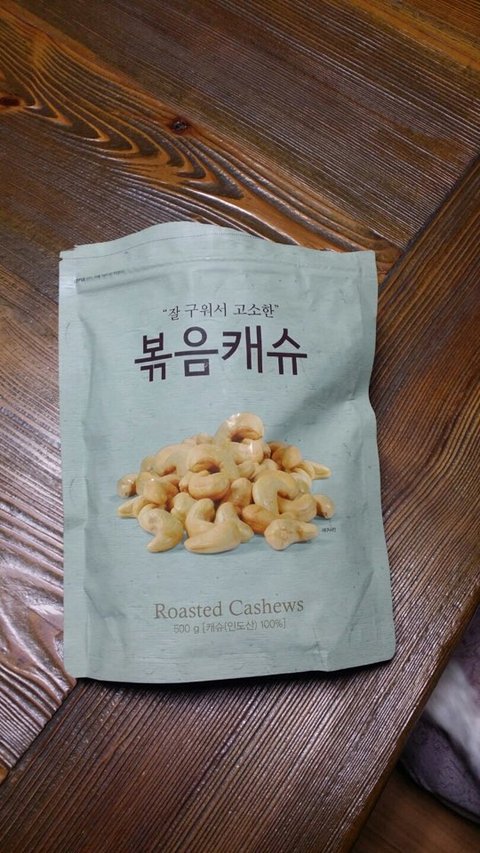 "잘 구워서 고소한"
볶음캐슈
Roasted Cashews
500 g [캐슈(인도산) 100%]